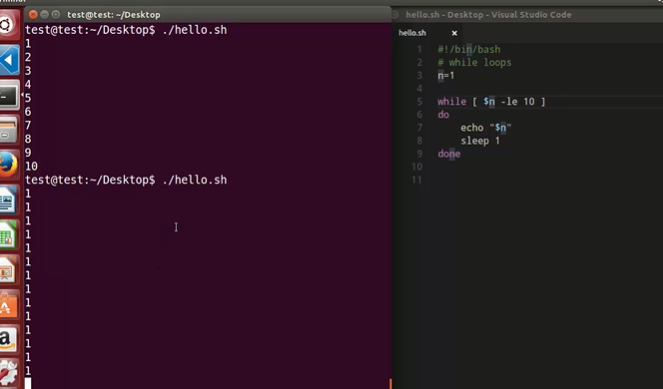 test@test: ~/Desktop
test@test:~/Desktop$ ./hello.sh
1
2
3
4
5
6
7
8
9
10
test@test:~/Desktop$ ./hello.sh
1
1
1
1
1
1
1
1
1
1
1
1
1
1
hello.sh - Desktop - Visual Studio Code
hello.sh ×
1 #!/bin/bash
2 # while loops
3 n=1
4
5 while [ $n -le 10 ]
6 do
7 echo "$n"
8 sleep 1
9 done
10
11